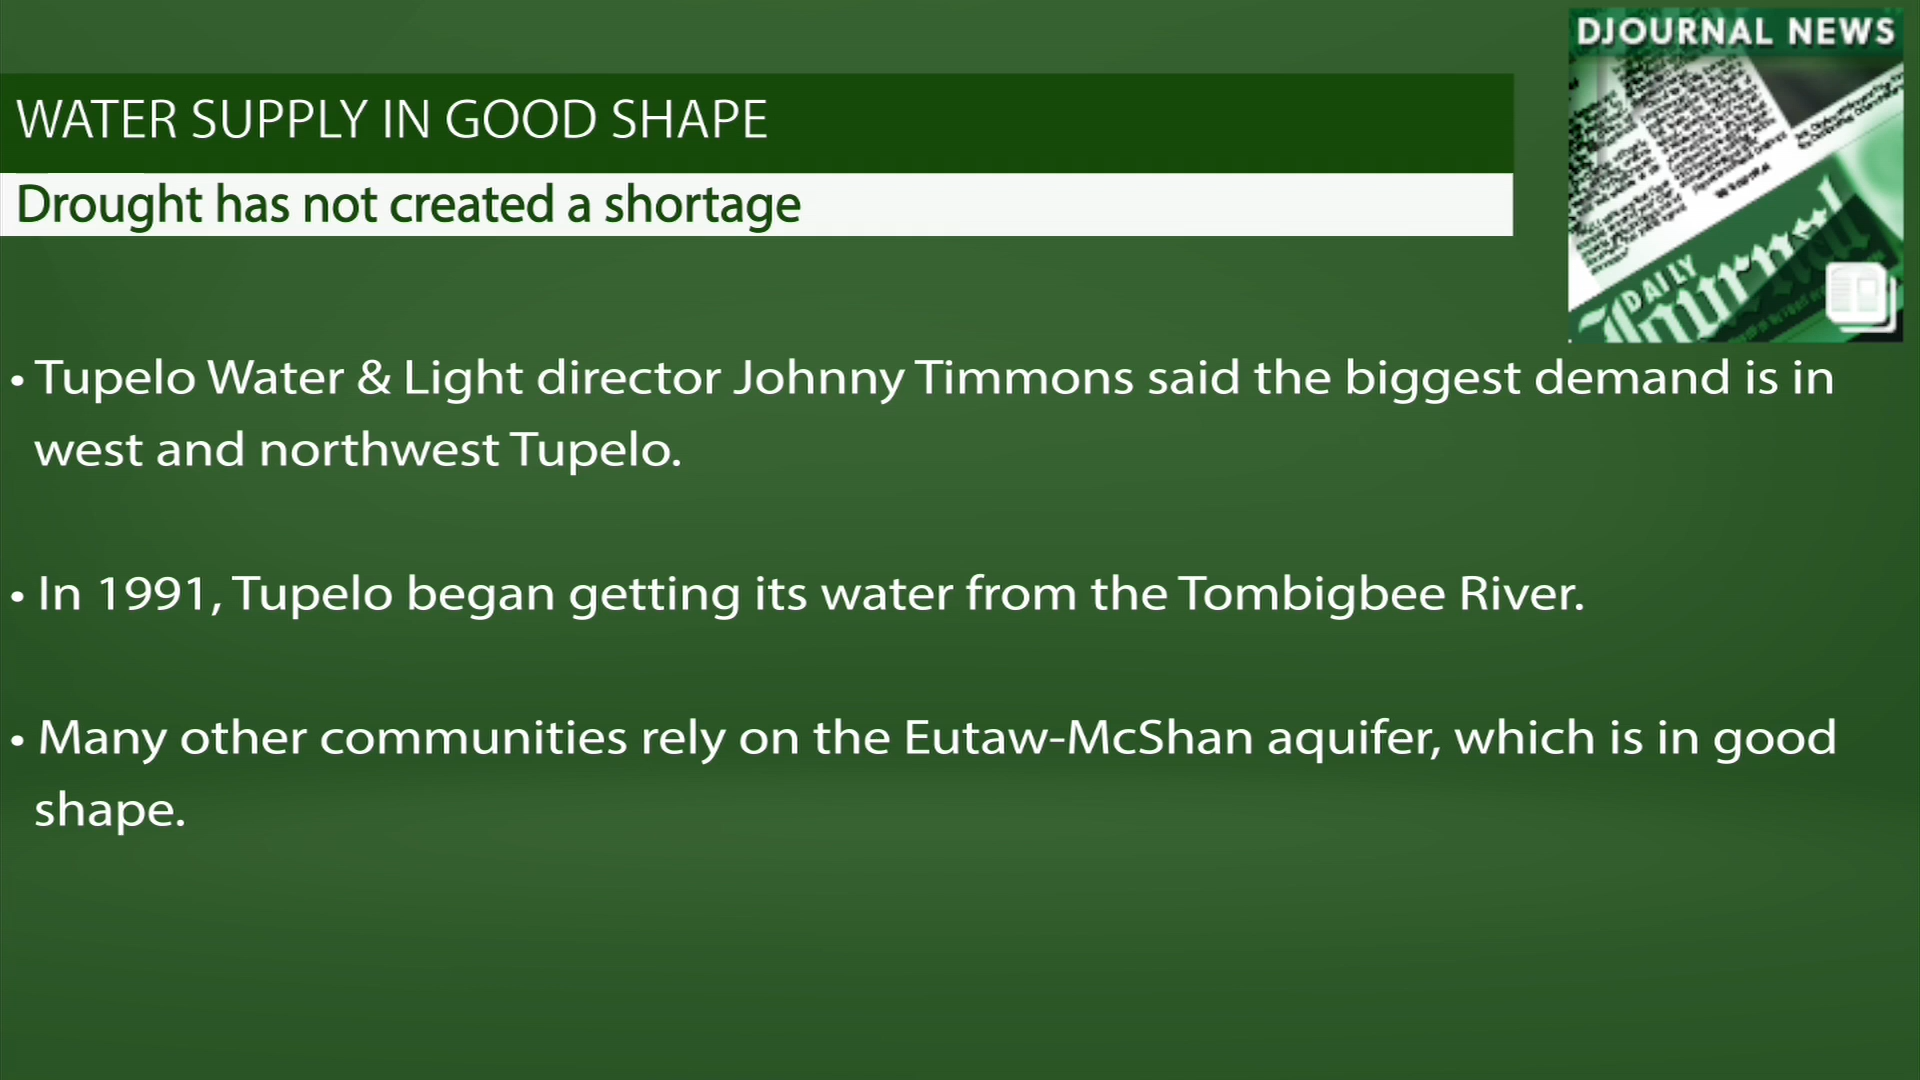 DJOURNAL NEWS
WATER SUPPLY IN GOOD SHAPE
Drought has not created a shortage
DAILY
Journal
• Tupelo Water & Light director Johnny Timmons said the biggest demand is in
west and northwest Tupelo.
• In 1991, Tupelo began getting its water from the Tombigbee River.
• Many other communities rely on the Eutaw-McShan aquifer, which is in good
shape.